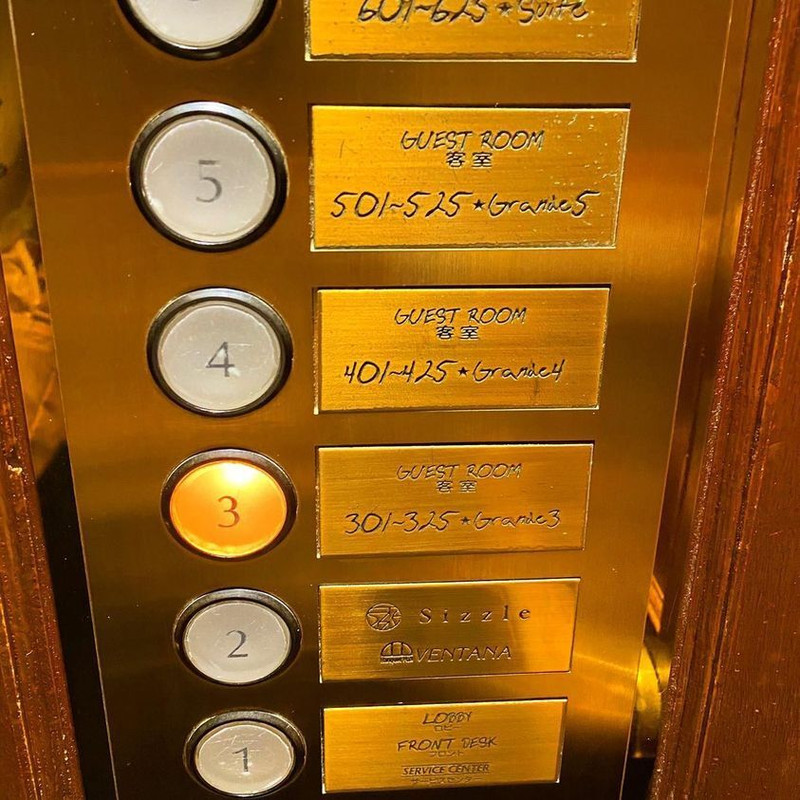 601~625★Suite
5
GUEST ROOM
客室
501~525★Grande5
4
GUEST ROOM
客室
401~425★Grande4
3
GUEST ROOM
客室
301~325★Grande3
2
Sizzle
VENTANA
1
LOBBY
ロビー
FRONT DESK
フロント
SERVICE CENTER
サービスセンター